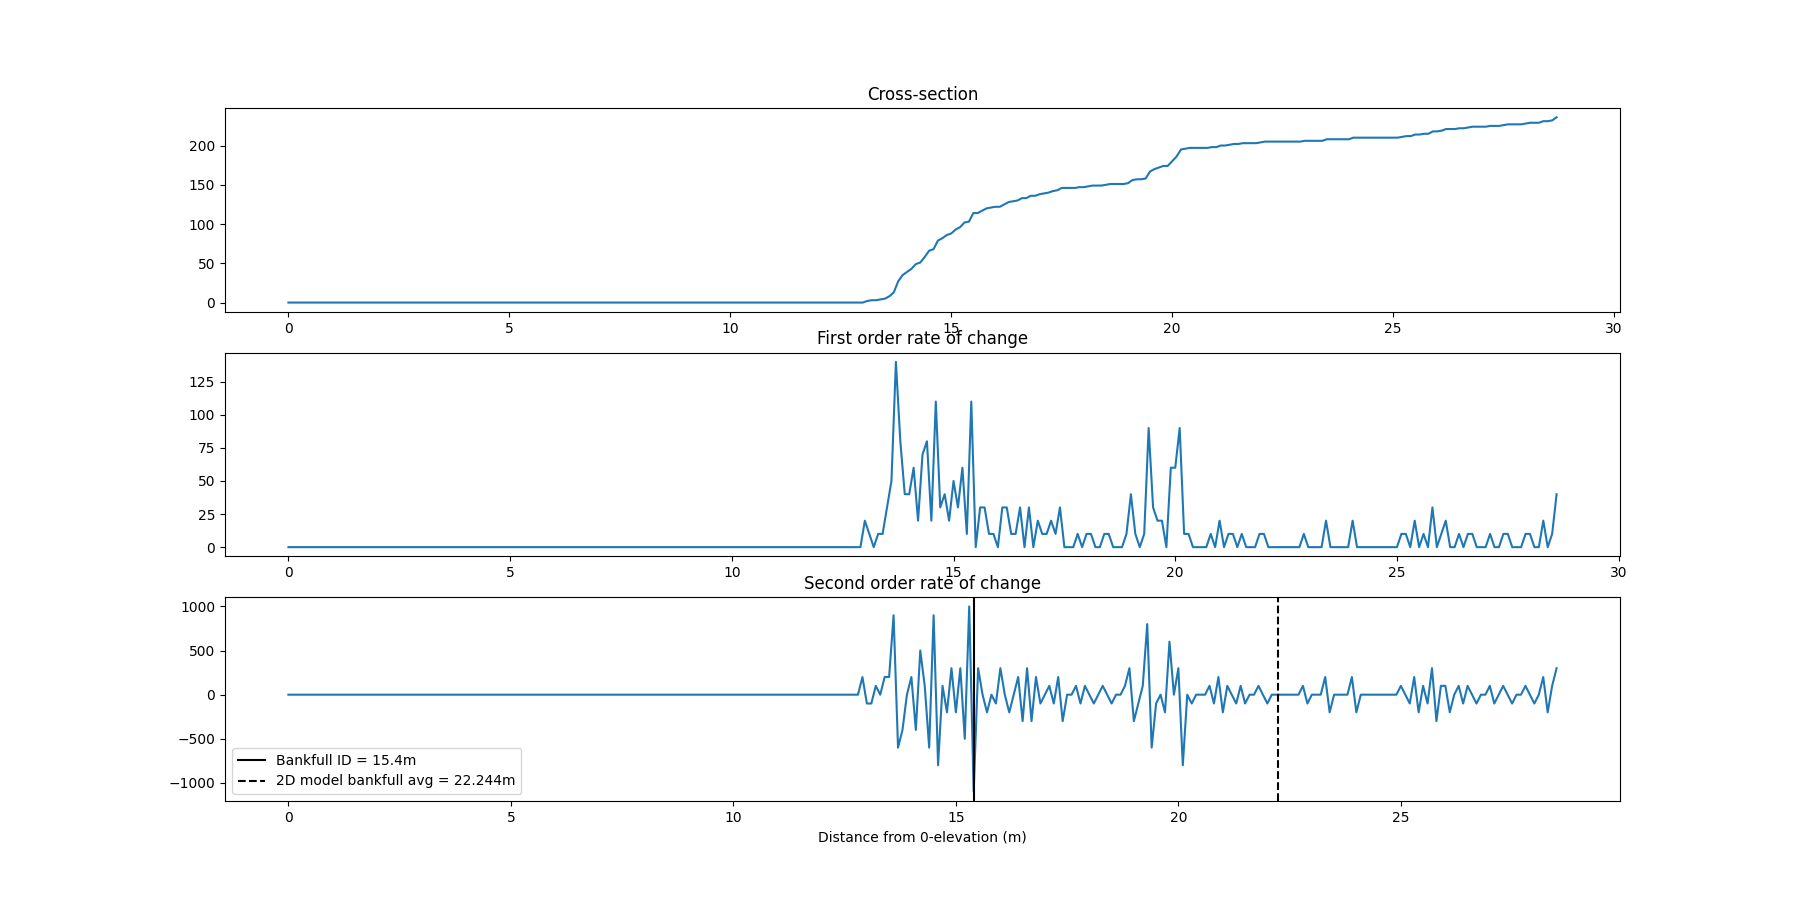 Cross-section
200
150
100
50
0
0 5 10 15 20 25 30
First order rate of change
125
100
75
50
25
0
0 5 10 15 20 25 30
Second order rate of change
1000
500
0
−500
−1000
Bankfull ID = 15.4m
2D model bankfull avg = 22.244m
0 5 10 15 20 25
Distance from 0-elevation (m)